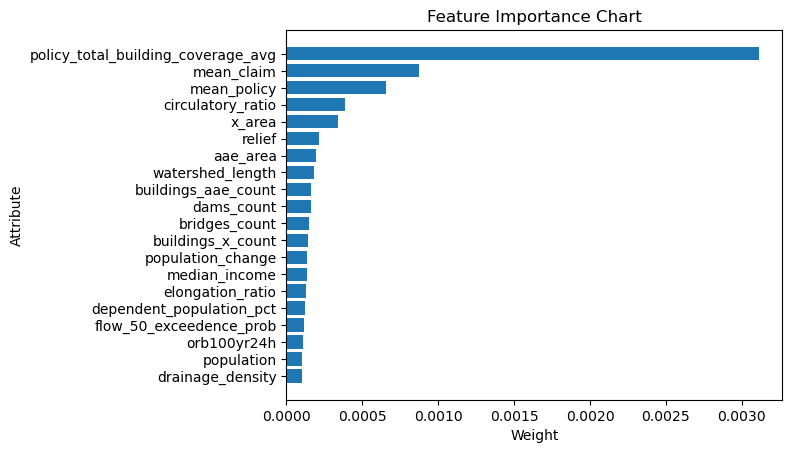 Feature Importance Chart
Attribute
policy_total_building_coverage_avg
mean_claim
mean_policy
circulatory_ratio
x_area
relief
aae_area
watershed_length
buildings_aae_count
dams_count
bridges_count
buildings_x_count
population_change
median_income
elongation_ratio
dependent_population_pct
flow_50_exceedence_prob
orb100yr24h
population
drainage_density
0.0000 0.0005 0.0010 0.0015 0.0020 0.0025 0.0030
Weight